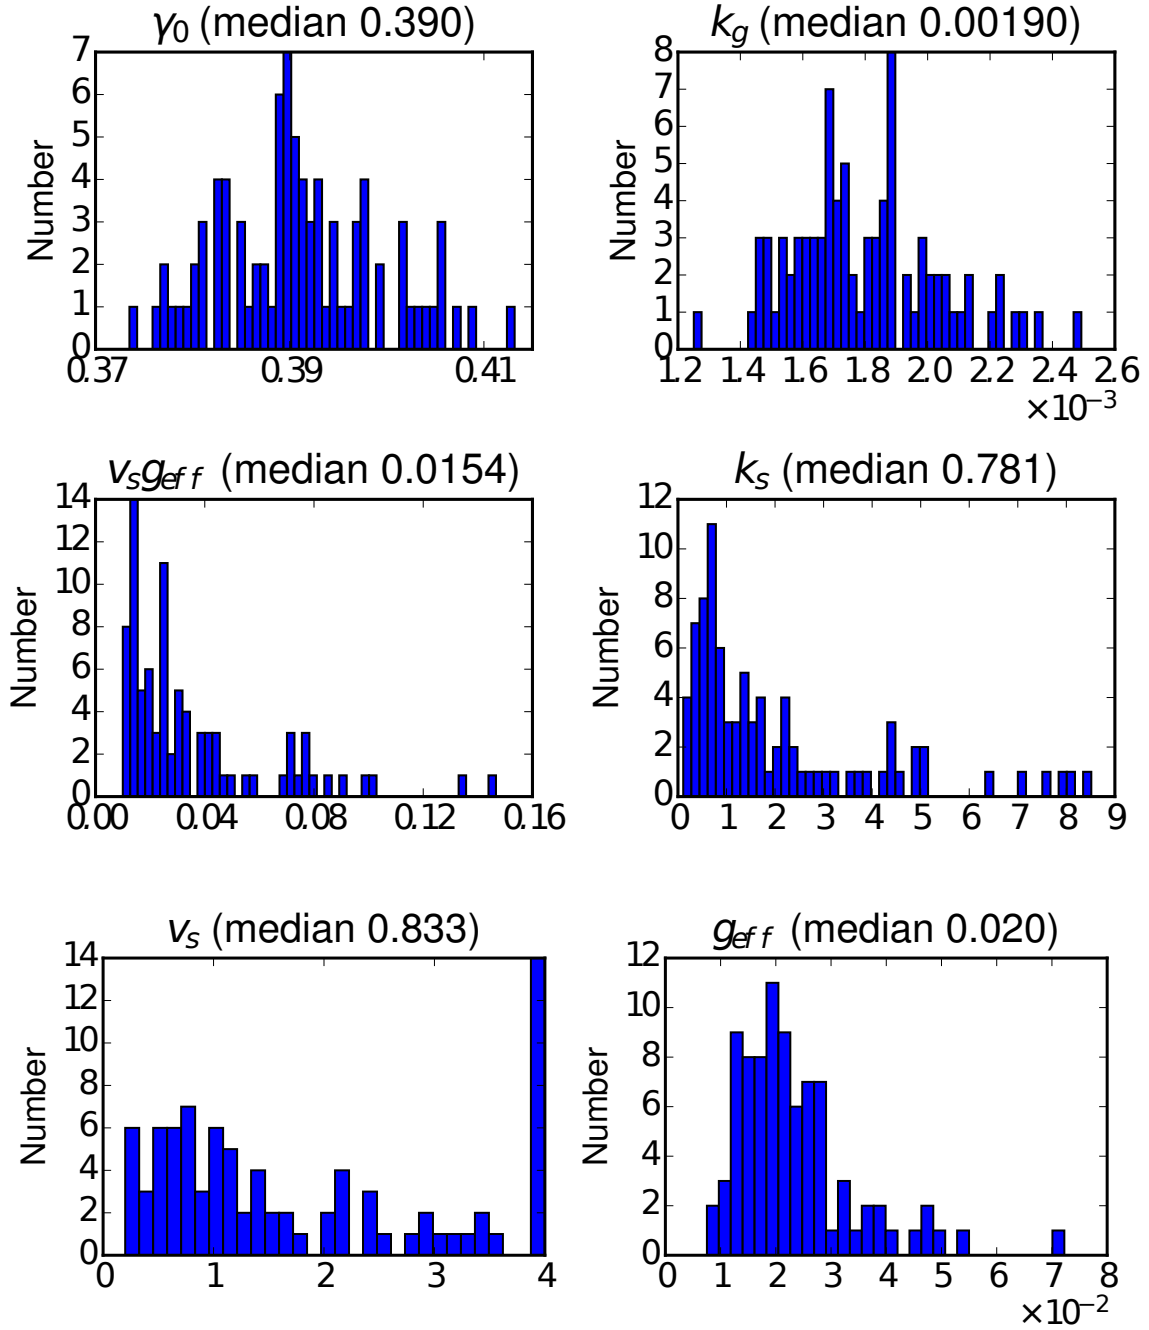 γ0 (median 0.390)
Number
7
6
5
4
3
2
1
0
0.37 0.39 0.41
kg (median 0.00190)
Number
8
7
6
5
4
3
2
1
0
1.2 1.4 1.6 1.8 2.0 2.2 2.4 2.6
×10−3
vsgeff (median 0.0154)
Number
14
12
10
8
6
4
2
0
0.00 0.04 0.08 0.12 0.16
ks (median 0.781)
Number
12
10
8
6
4
2
0
0 1 2 3 4 5 6 7 8 9
vs (median 0.833)
Number
14
12
10
8
6
4
2
0
0 1 2 3 4
geff (median 0.020)
Number
12
10
8
6
4
2
0
0 1 2 3 4 5 6 7 8
×10−2